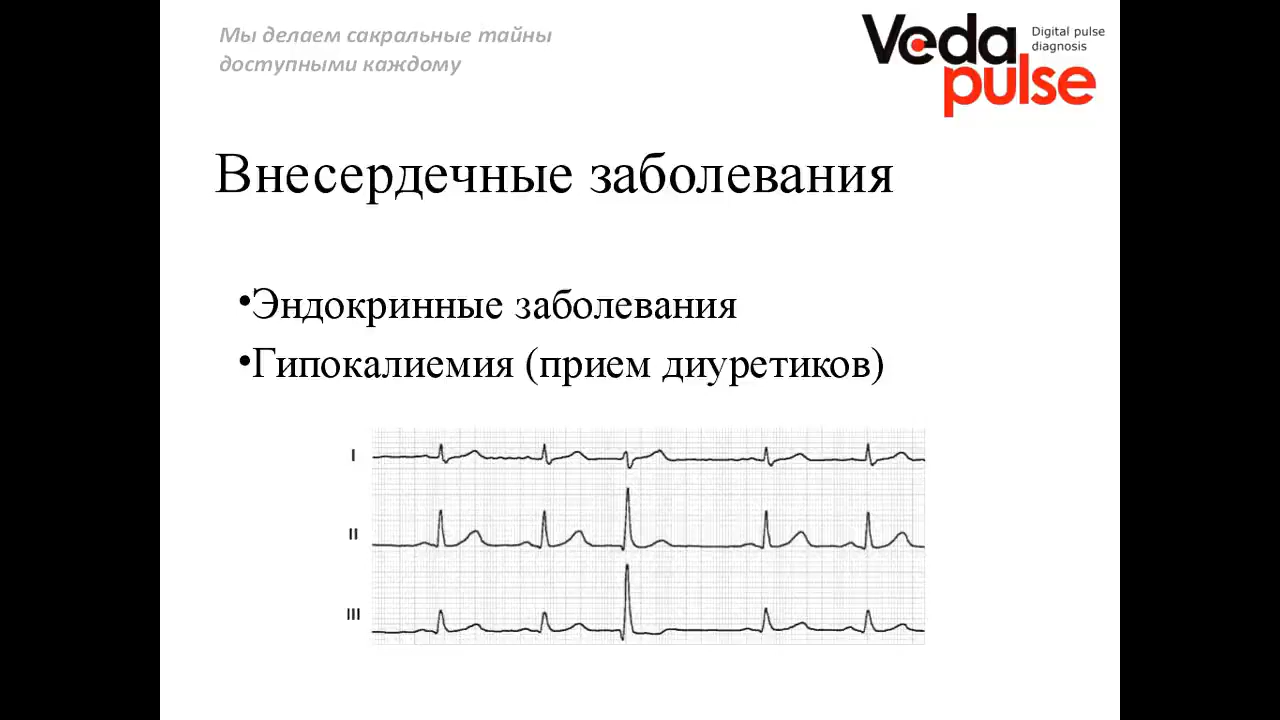 Мы делаем сакральные тайны
доступными каждому
Veda
pulse
Digital pulse
diagnosis
Внесердечные заболевания
•Эндокринные заболевания
•Гипокалиемия (прием диуретиков)
I
II
III